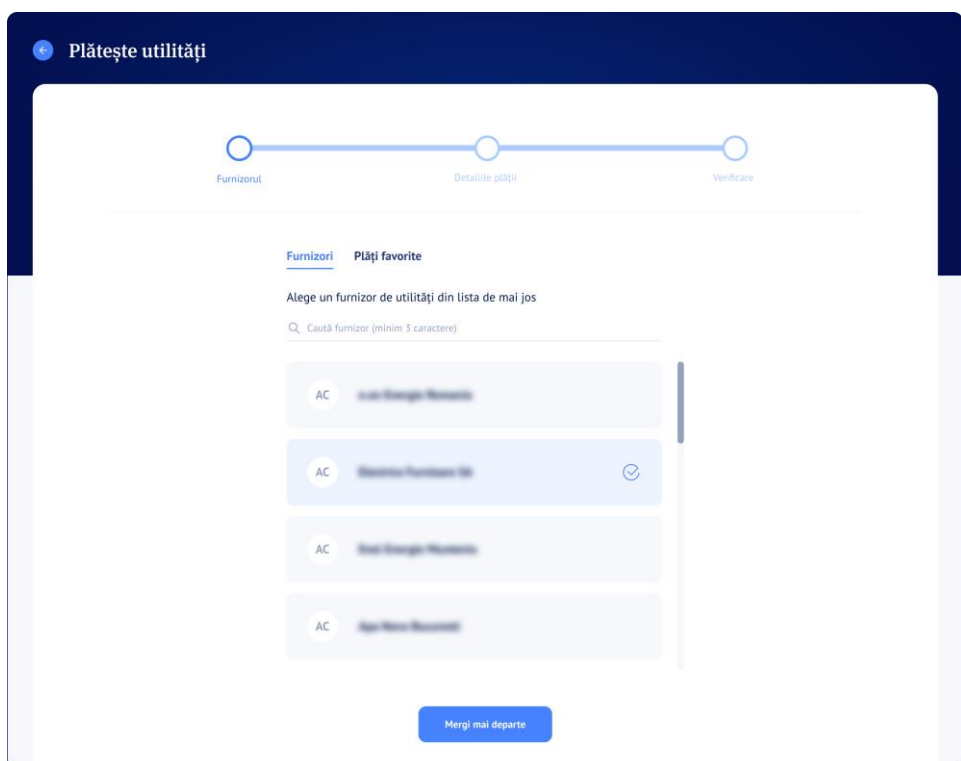 Plătește utilități
Furnizorul
Detaliile plății
Verificare
Furnizori Plăți favorite
Alege un furnizor de utilități din lista de mai jos
Caută furnizor (minim 3 caractere)
AC
AC
AC
AC
Mergi mai departe